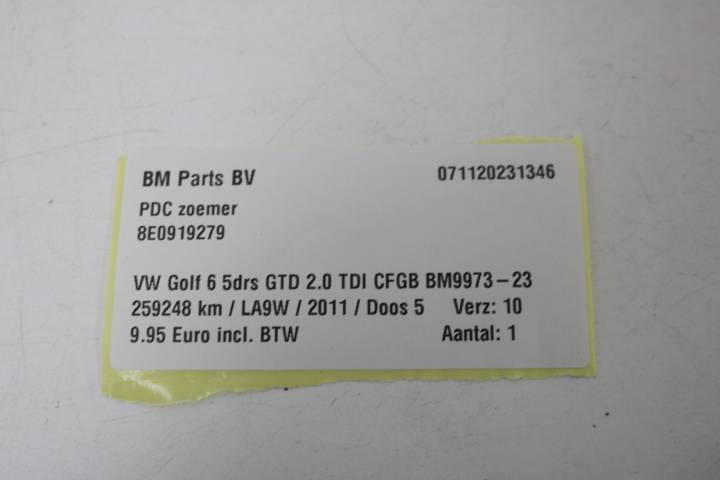 BM Parts BV 071120231346
PDC zoemer
8E0919279
VW Golf 6 5drs GTD 2.0 TDI CFGB BM9973-23
259248 km / LA9W / 2011 / Doos 5 Verz: 10
9.95 Euro incl. BTW Aantal: 1